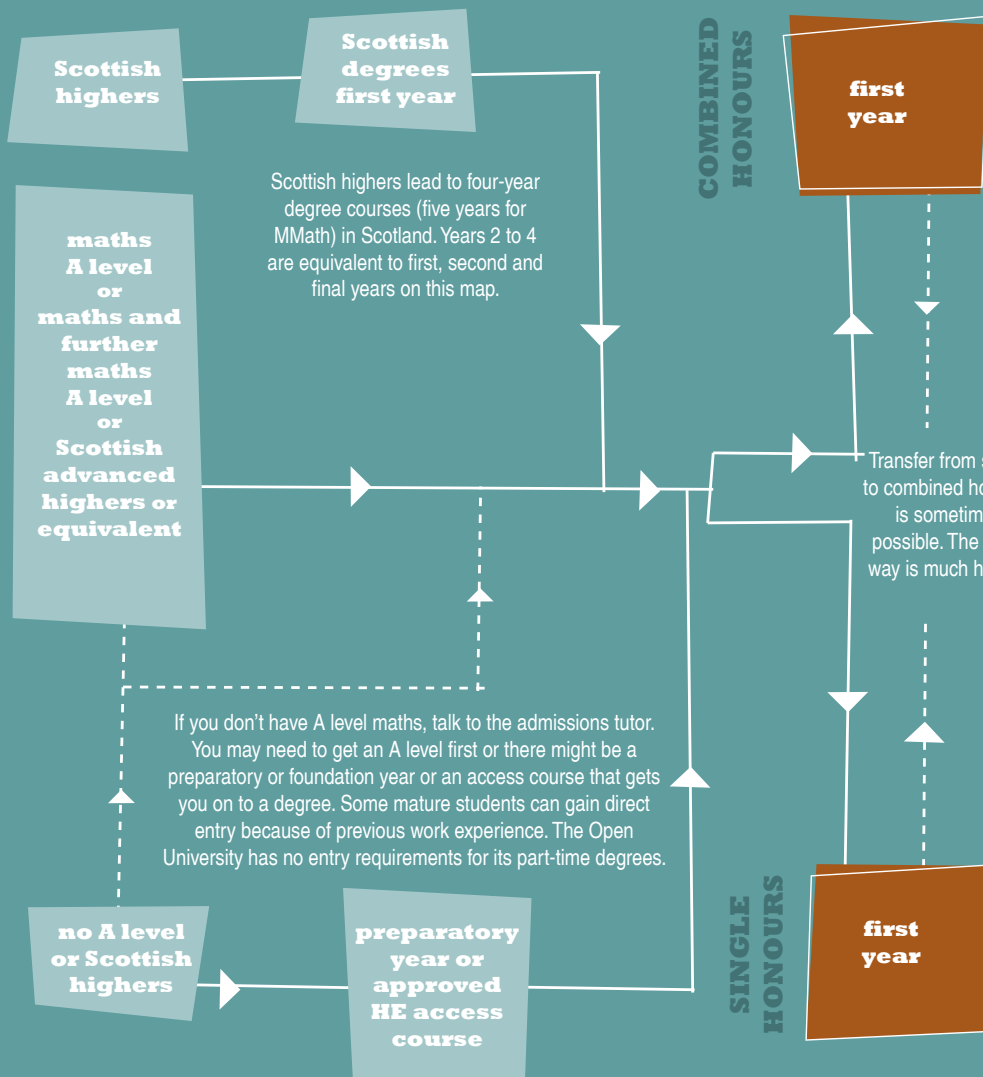 Scottish
highers
Scottish
degrees
first year
COMBINED
HONOURS
first
year
Scottish highers lead to four-year
degree courses (five years for
MMath) in Scotland. Years 2 to 4
are equivalent to first, second and
final years on this map.
maths
A level
or
maths and
further
maths
A level
or
Scottish
advanced
highers or
equivalent
Transfer from
to combined
is
possible. The
way is much
If you don’t have A level maths, talk to the admissions tutor.
You may need to get an A level first or there might be a
preparatory or foundation year or an access course that gets
you on to a degree. Some mature students can gain direct
entry because of previous work experience. The Open
University has no entry requirements for its part-time degrees.
no A level
or Scottish
highers
preparatory
year or
approved
HE access
course
SINGLE
HONOURS
first
year